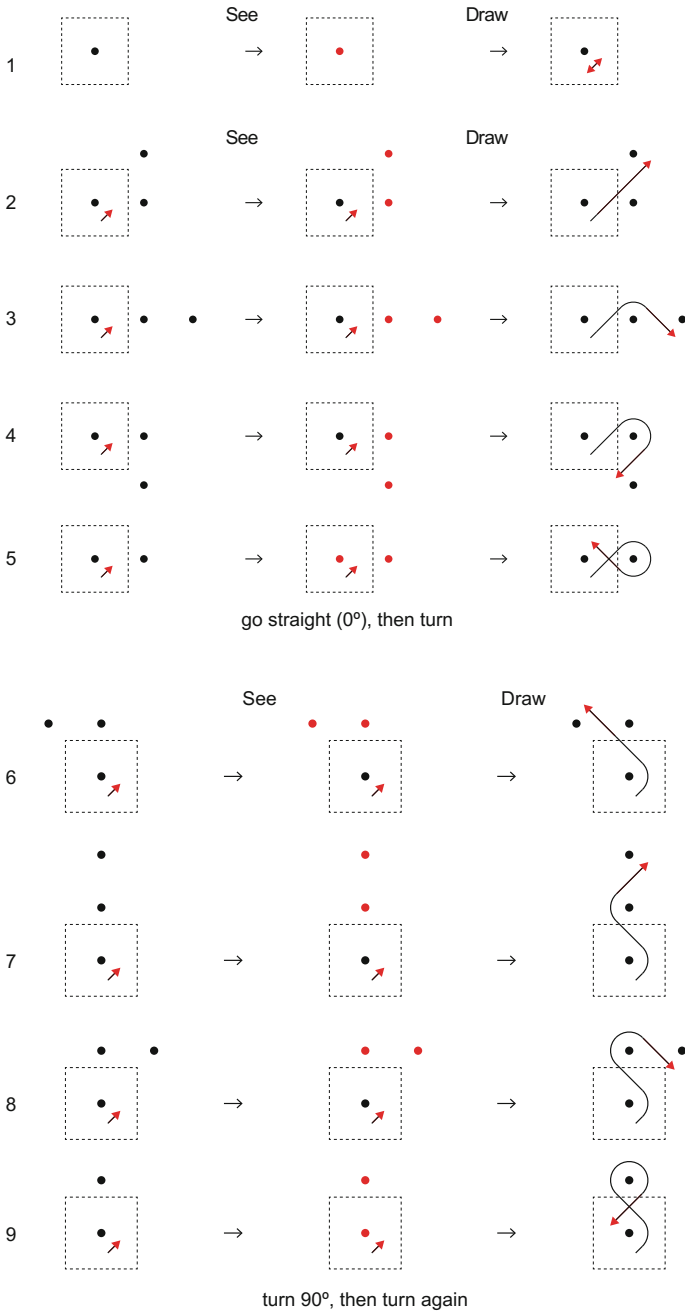 See Draw
1
See Draw
2
3
4
5
go straight (0º), then turn
See Draw
6
7
8
9
turn 90º, then turn again